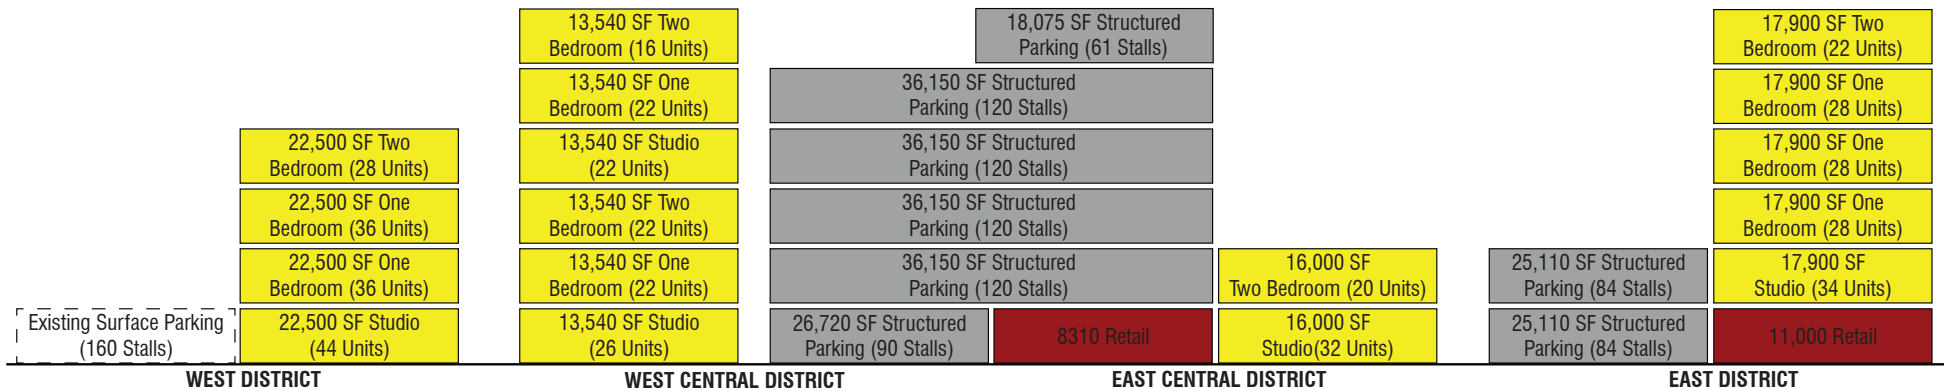 13,540 SF Two
Bedroom (16 Units)
18,075 SF Structured
Parking (61 Stalls)
17,900 SF Two
Bedroom (22 Units)
13,540 SF One
Bedroom (22 Units)
36,150 SF Structured
Parking (120 Stalls)
17,900 SF One
Bedroom (28 Units)
22,500 SF Two
Bedroom (28 Units)
13,540 SF Studio
(22 Units)
36,150 SF Structured
Parking (120 Stalls)
17,900 SF One
Bedroom (28 Units)
22,500 SF One
Bedroom (36 Units)
13,540 SF Two
Bedroom (22 Units)
36,150 SF Structured
Parking (120 Stalls)
17,900 SF One
Bedroom (28 Units)
22,500 SF One
Bedroom (36 Units)
13,540 SF One
Bedroom (22 Units)
36,150 SF Structured
Parking (120 Stalls)
16,000 SF
Two Bedroom (20 Units)
25,110 SF Structured
Parking (84 Stalls)
17,900 SF
Studio (34 Units)
Existing Surface Parking
(160 Stalls)
22,500 SF Studio
(44 Units)
13,540 SF Studio
(26 Units)
26,720 SF Structured
Parking (90 Stalls)
8310 Retail
16,000 SF
Studio(32 Units)
25,110 SF Structured
Parking (84 Stalls)
11,000 Retail
WEST DISTRICT
WEST CENTRAL DISTRICT
EAST CENTRAL DISTRICT
EAST DISTRICT